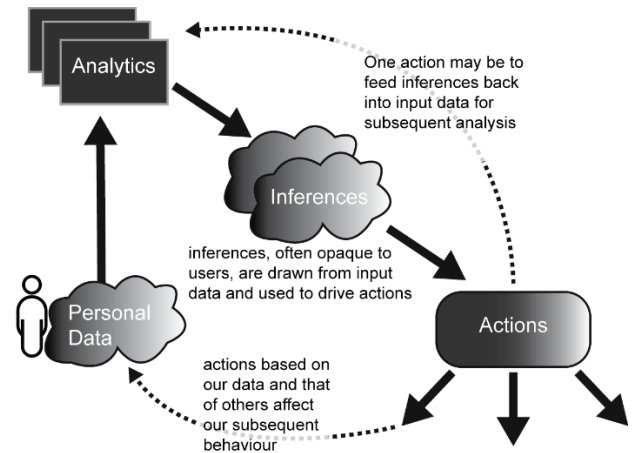 Analytics
One action may be to
feed inferences back
into input data for
subsequent analysis
Inferences
inferences, often opaque to
users, are drawn from input
data and used to drive actions
Personal
Data
Actions
actions based on
our data and that
of others affect
our subsequent
behaviour